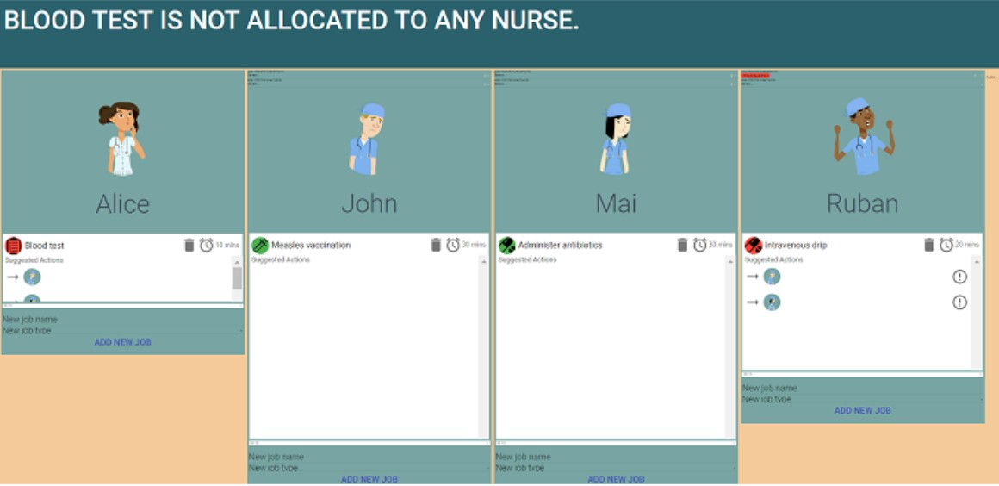 BLOOD TEST IS NOT ALLOCATED TO ANY NURSE.
Alice
Blood test
10 mins
Suggested Actions
New job name
New job type
ADD NEW JOB
John
Measles vaccination
30 mins
Suggested Actions
New job name
New job type
ADD NEW JOB
Mai
Administer antibiotics
30 mins
Suggested Actions
New job name
New job type
ADD NEW JOB
Ruban
Intravenous drip
20 mins
Suggested Actions
New job name
New job type
ADD NEW JOB